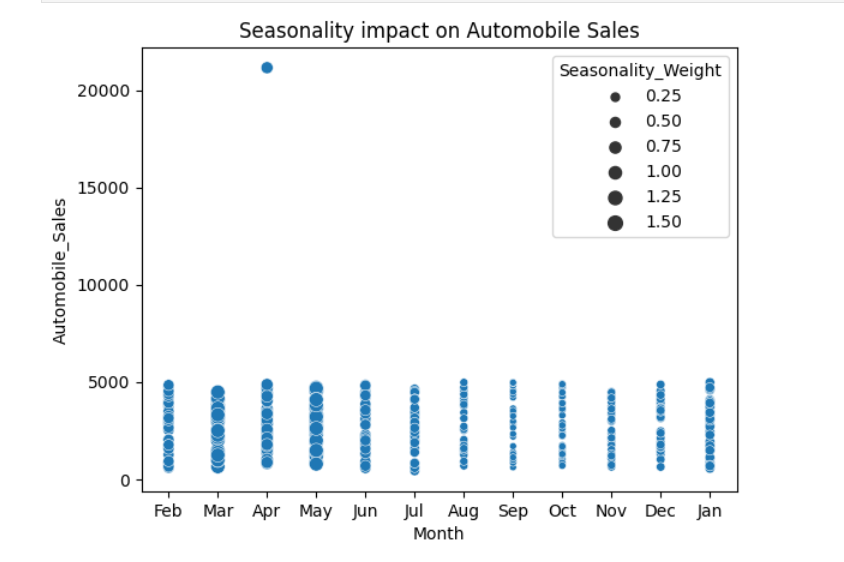 Seasonality impact on Automobile Sales
Seasonality_Weight
0.25
0.50
0.75
1.00
1.25
1.50
Automobile_Sales
20000
15000
10000
5000
0
Feb Mar Apr May Jun Jul Aug Sep Oct Nov Dec Jan
Month